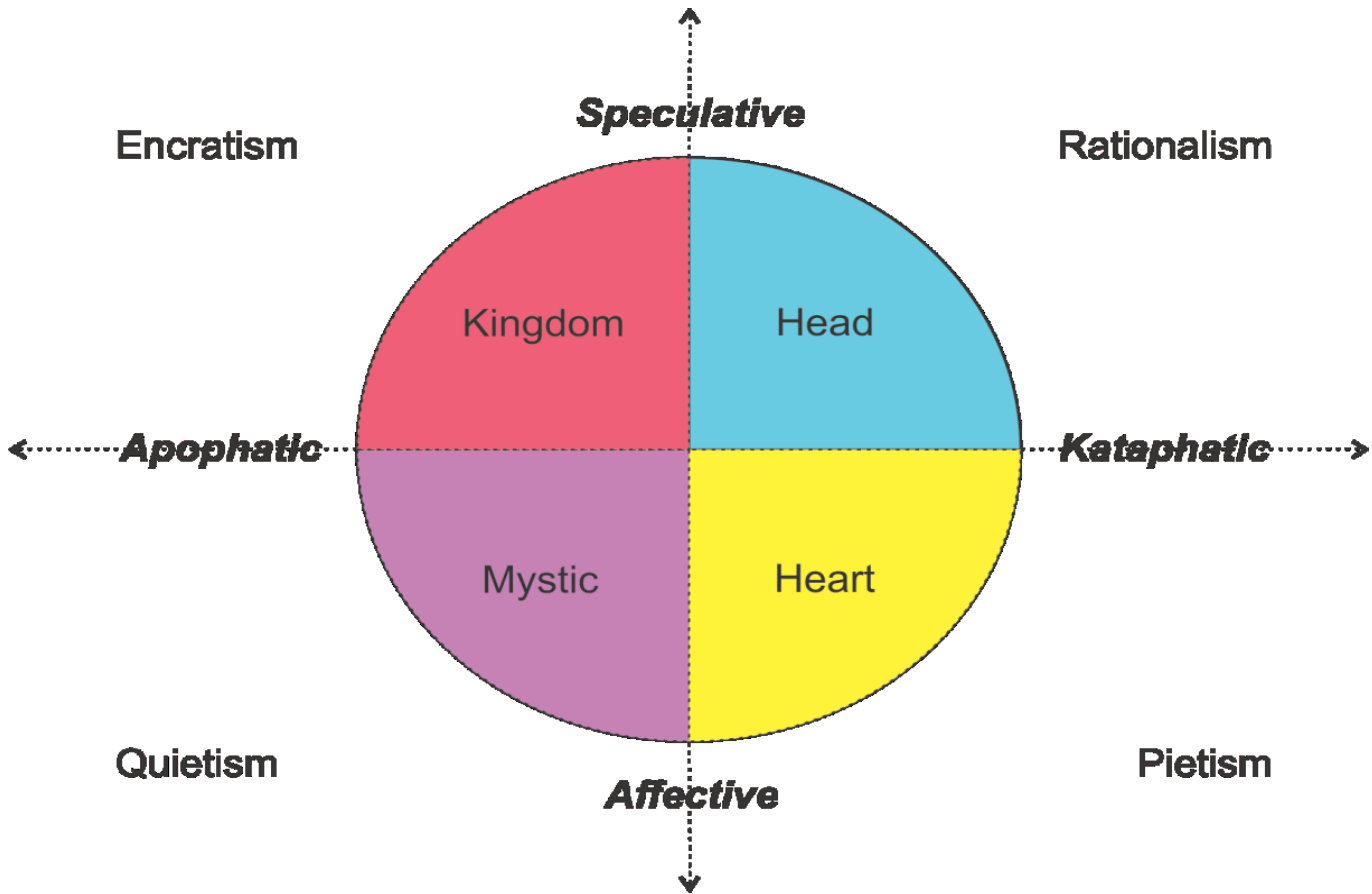 Speculative
Encratism
Rationalism
Kingdom
Head
Apophatic
Kataphatic
Mystic
Heart
Quietism
Pietism
Affective